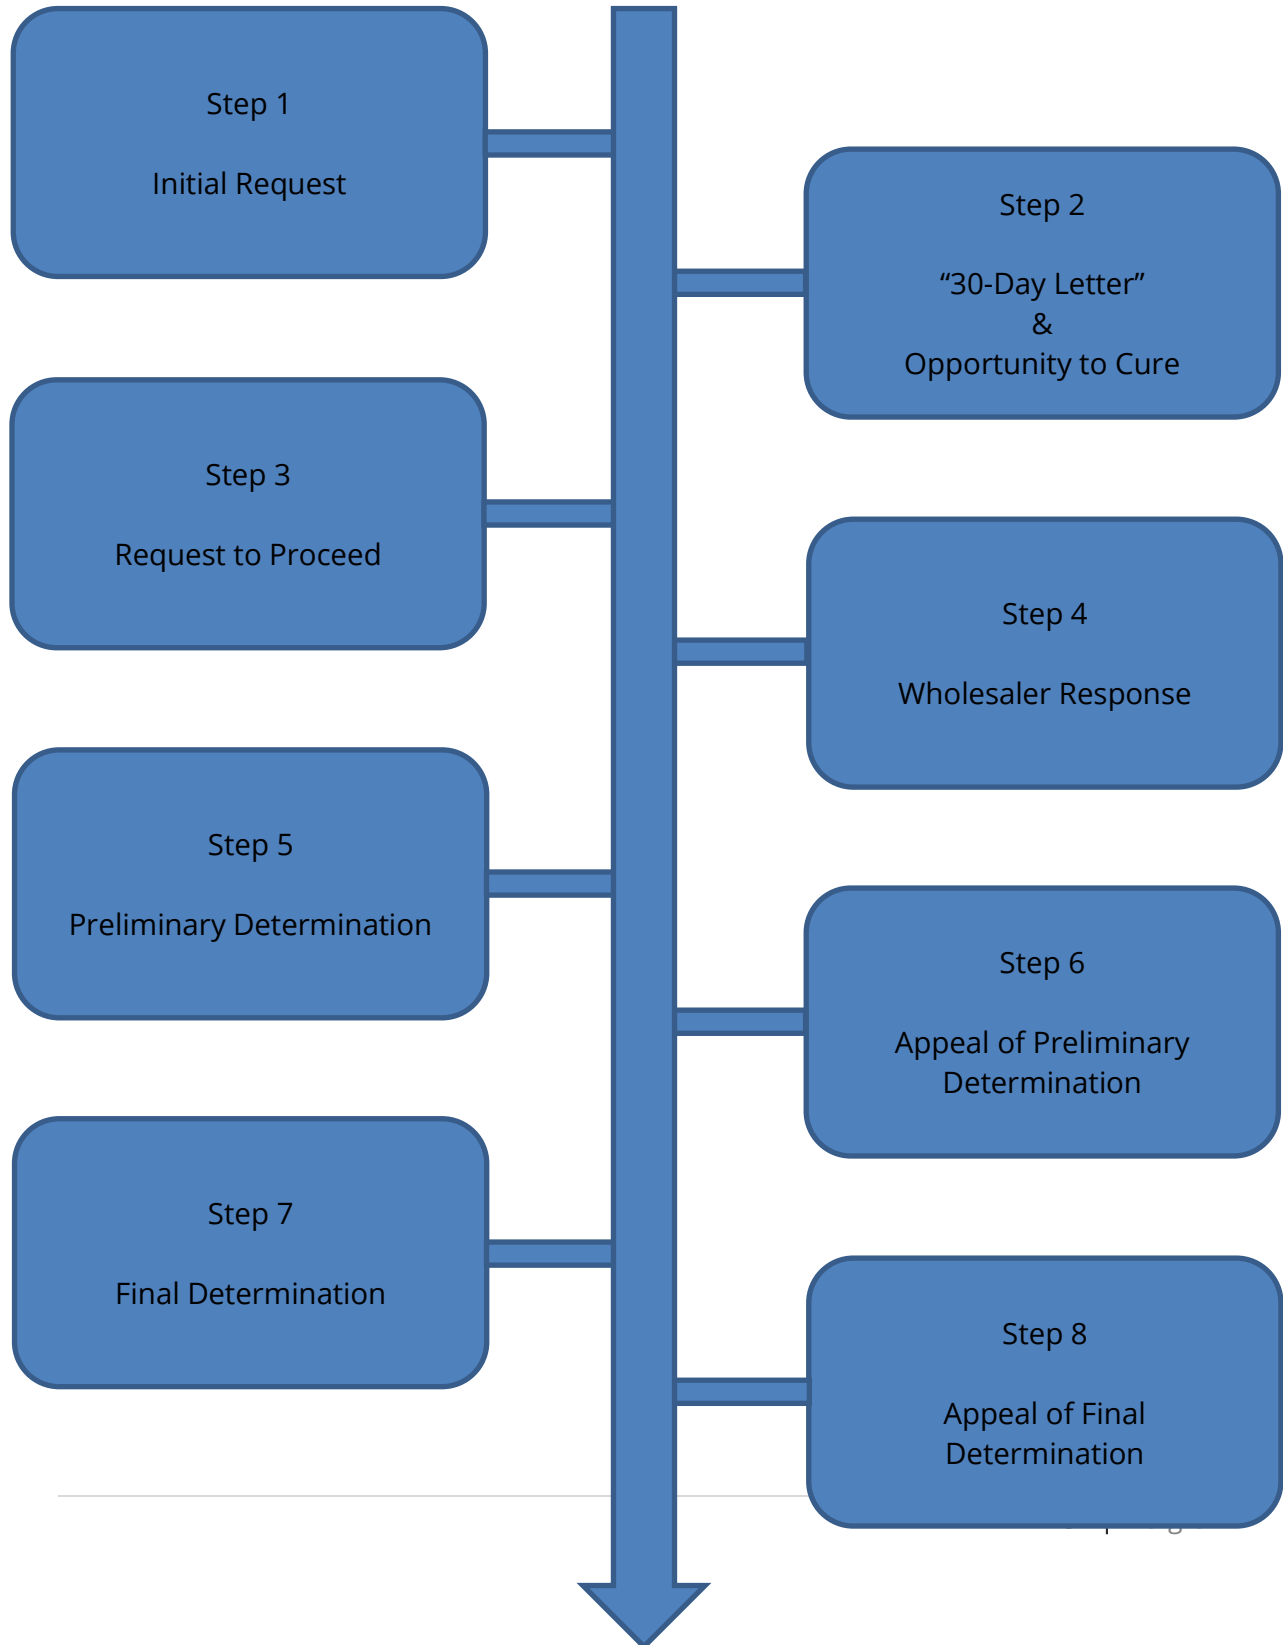 Step 1
Initial Request
Step 2
“30-Day Letter”
&
Opportunity to Cure
Step 3
Request to Proceed
Step 4
Wholesaler Response
Step 5
Preliminary Determination
Step 6
Appeal of Preliminary
Determination
Step 7
Final Determination
Step 8
Appeal of Final
Determination